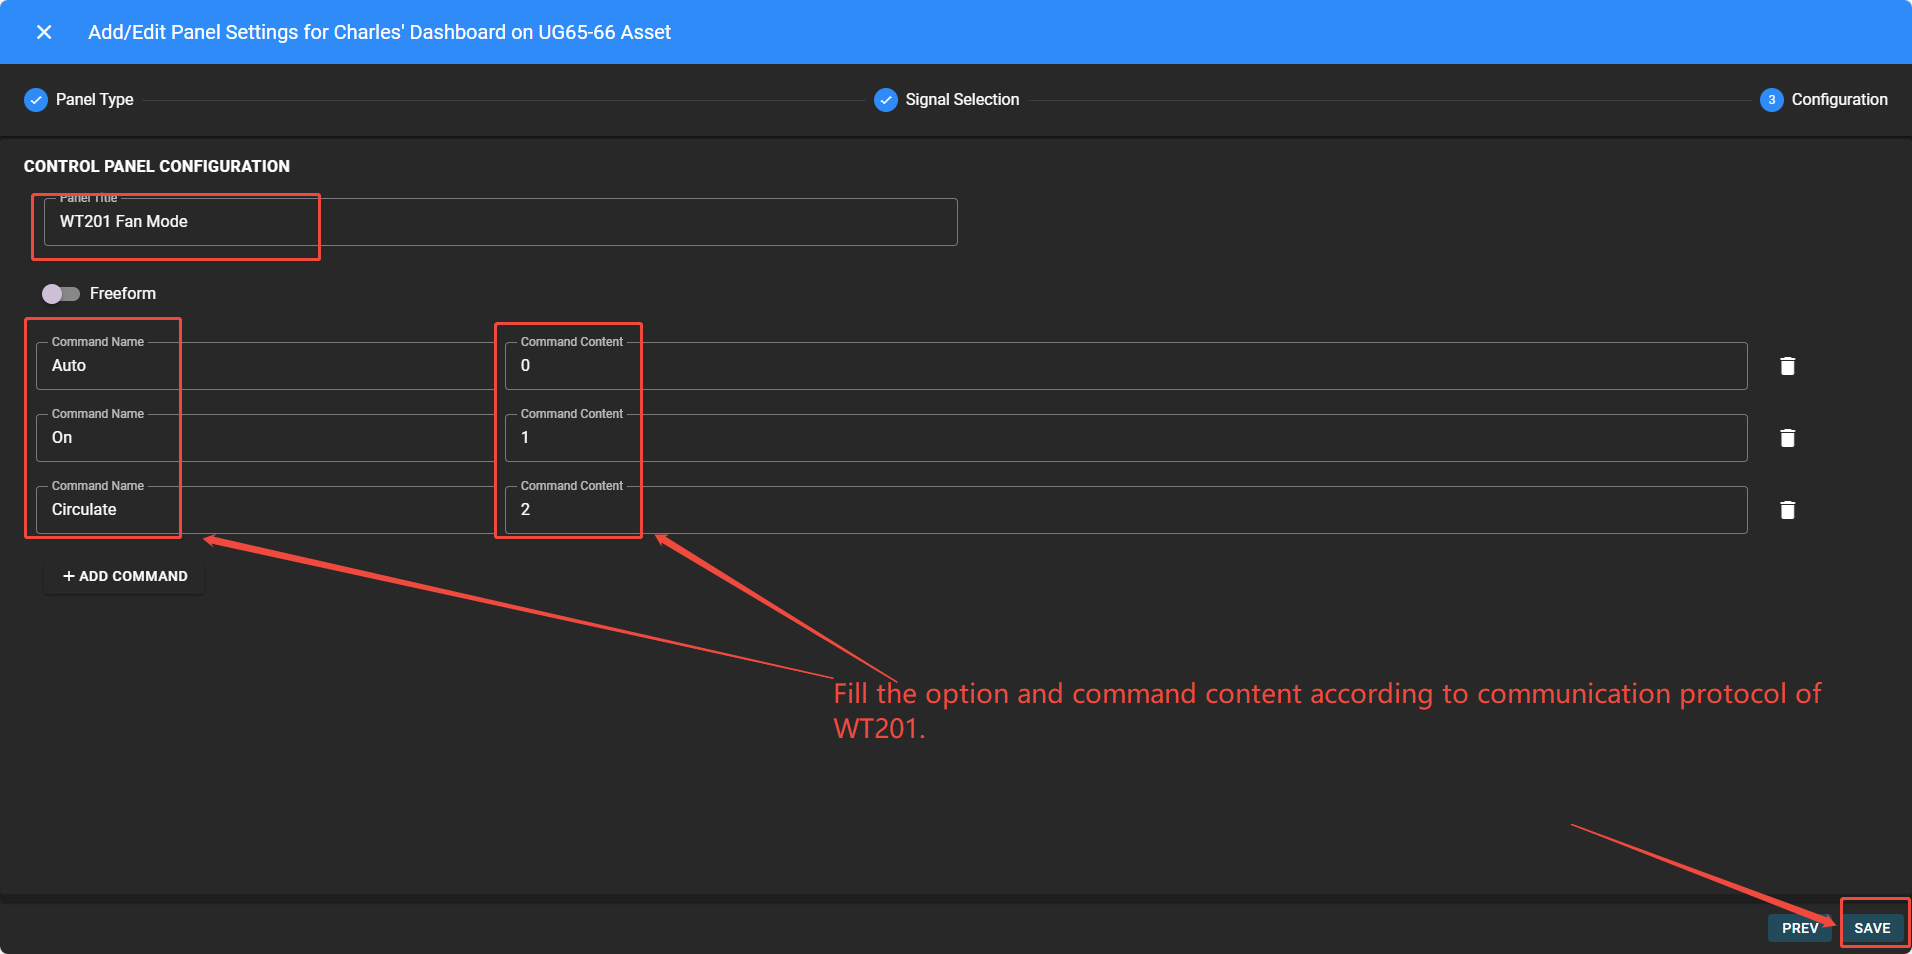 Add/Edit Panel Settings for Charles' Dashboard on UG65-66 Asset
Panel Type
Signal Selection
3 Configuration
CONTROL PANEL CONFIGURATION
Panel Title
WT201 Fan Mode
Freeform
Command Name Command Content
Auto 0
Command Name Command Content
On 1
Command Name Command Content
Circulate 2
+ ADD COMMAND
Fill the option and command content according to communication protocol of
WT201.
PREV SAVE